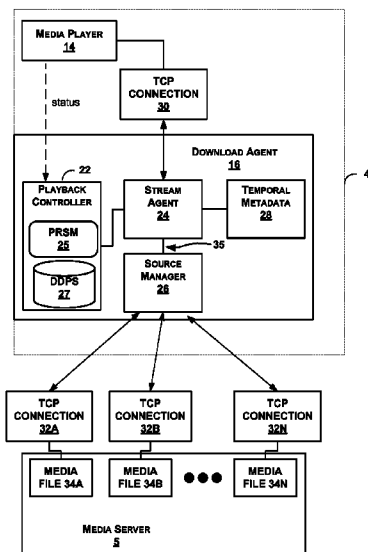 MEDIA PLAYER
14
TCP
CONNECTION
30
status
DOWNLOAD AGENT
16
4
22
PLAYBACK
CONTROLLER
PRSM
25
DDPS
27
STREAM
AGENT
24
TEMPORAL
METADATA
28
35
SOURCE
MANAGER
26
TCP
CONNECTION
32A
TCP
CONNECTION
32B
TCP
CONNECTION
32N
MEDIA
FILE 34A
MEDIA
FILE 34B
MEDIA
FILE 34N
MEDIA SERVER
5